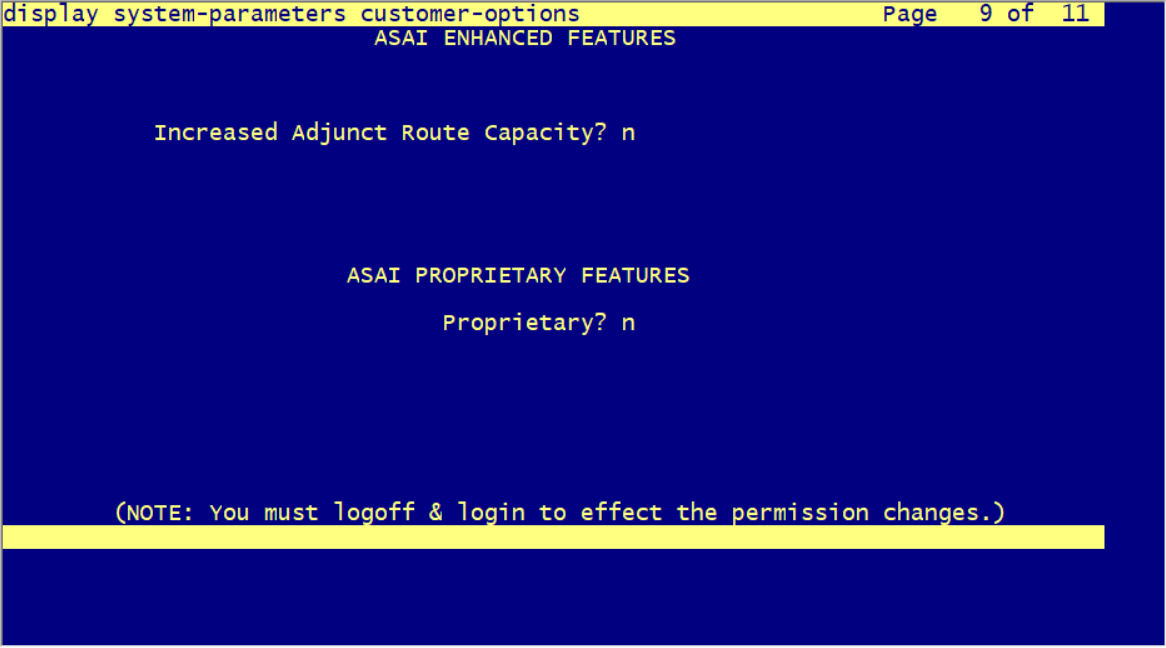 display system-parameters customer-options Page 9 of 11
ASAI ENHANCED FEATURES
Increased Adjunct Route Capacity? n
ASAI PROPRIETARY FEATURES
Proprietary? n
(NOTE: You must logoff & login to effect the permission changes.)